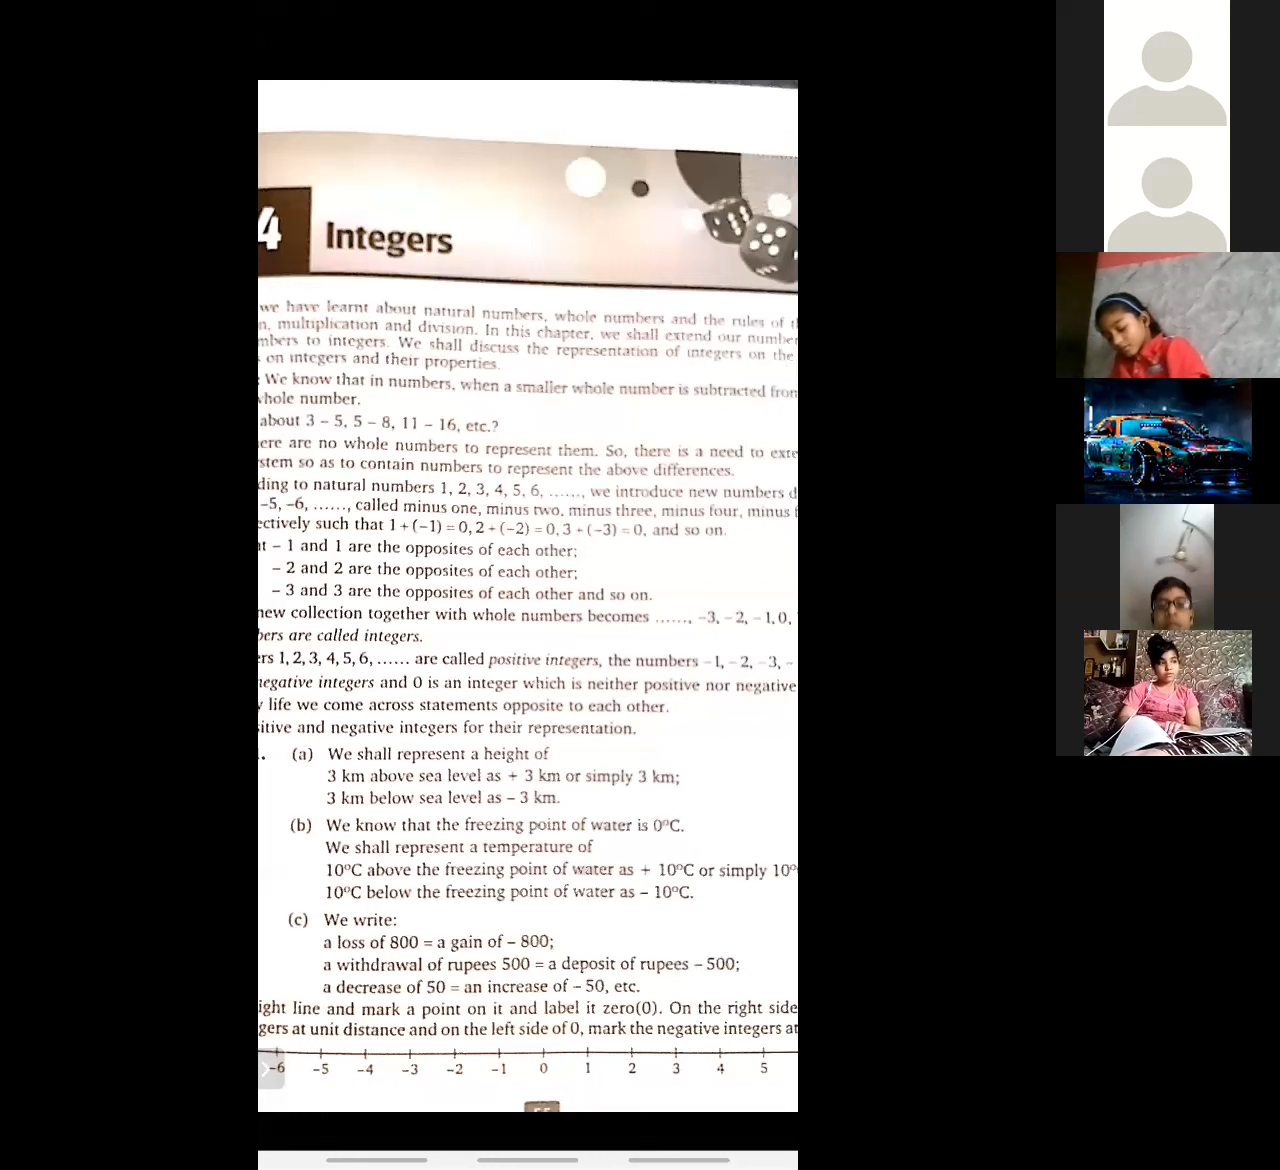 4
Integers
we have learnt about natural numbers, whole numbers and the rules of
multiplication and division. In this chapter, we shall extend our number
to integers. We shall discuss the representation of integers on the
on integers and their properties.
We know that in numbers, when a smaller whole number is subtracted from
whole number.
about 3 – 5, 5 – 8, 11 – 16, etc.?
ere are no whole numbers to represent them. So, there is a need to exte
stem so as to contain numbers to represent the above differences.
ding to natural numbers 1, 2, 3, 4, 5, 6, ......, we introduce new numbers d
–5, –6, ......, called minus one, minus two, minus three, minus four, minus f
ectively such that 1 + (–1) = 0, 2 + (–2) = 0, 3 + (–3) = 0, and so on.
– 1 and 1 are the opposites of each other;
– 2 and 2 are the opposites of each other;
– 3 and 3 are the opposites of each other and so on.
new collection together with whole numbers becomes ......, –3, – 2, – 1, 0,
bers are called integers.
ers 1, 2, 3, 4, 5, 6, ...... are called positive integers, the numbers – 1, – 2, –3, –
negative integers and 0 is an integer which is neither positive nor negative
life we come across statements opposite to each other.
sitive and negative integers for their representation.
. (a) We shall represent a height of
3 km above sea level as + 3 km or simply 3 km;
3 km below sea level as – 3 km.
(b) We know that the freezing point of water is 0°C.
We shall represent a temperature of
10°C above the freezing point of water as + 10°C or simply 10°
10°C below the freezing point of water as – 10°C.
(c) We write:
a loss of 800 = a gain of – 800;
a withdrawal of rupees 500 = a deposit of rupees – 500;
a decrease of 50 = an increase of – 50, etc.
ight line and mark a point on it and label it zero(0). On the right side
gers at unit distance and on the left side of 0, mark the negative integers at
–6 –5 –4 –3 –2 –1 0 1 2 3 4 5